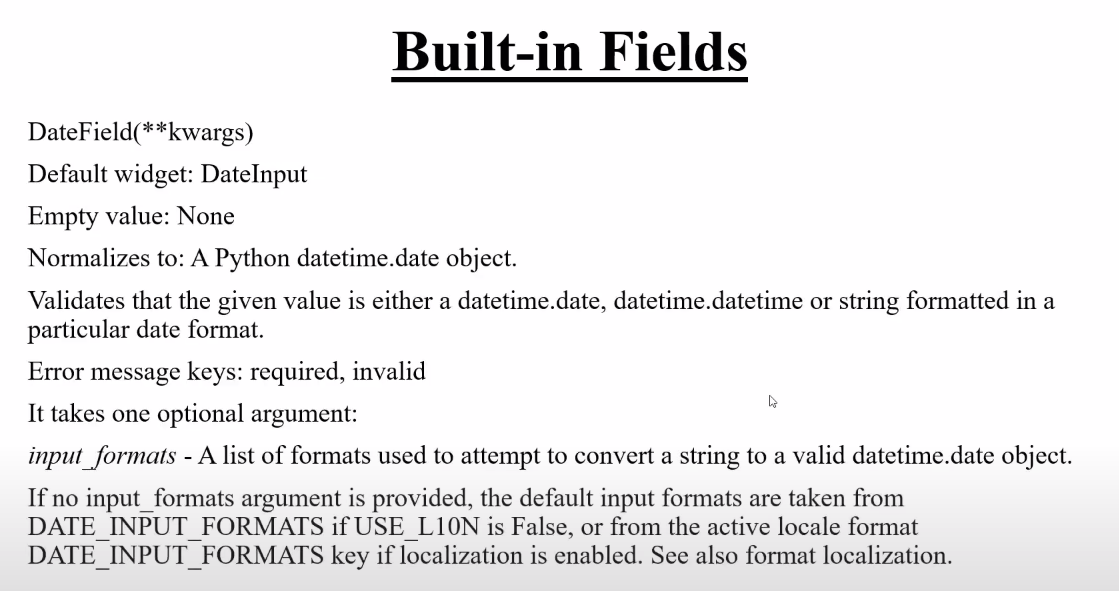 Built-in Fields
DateField(**kwargs)
Default widget: DateInput
Empty value: None
Normalizes to: A Python datetime.date object.
Validates that the given value is either a datetime.date, datetime.datetime or string formatted in a
particular date format.
Error message keys: required, invalid
It takes one optional argument:
input_formats - A list of formats used to attempt to convert a string to a valid datetime.date object.
If no input_formats argument is provided, the default input formats are taken from
DATE_INPUT_FORMATS if USE_L10N is False, or from the active locale format
DATE_INPUT_FORMATS key if localization is enabled. See also format localization.